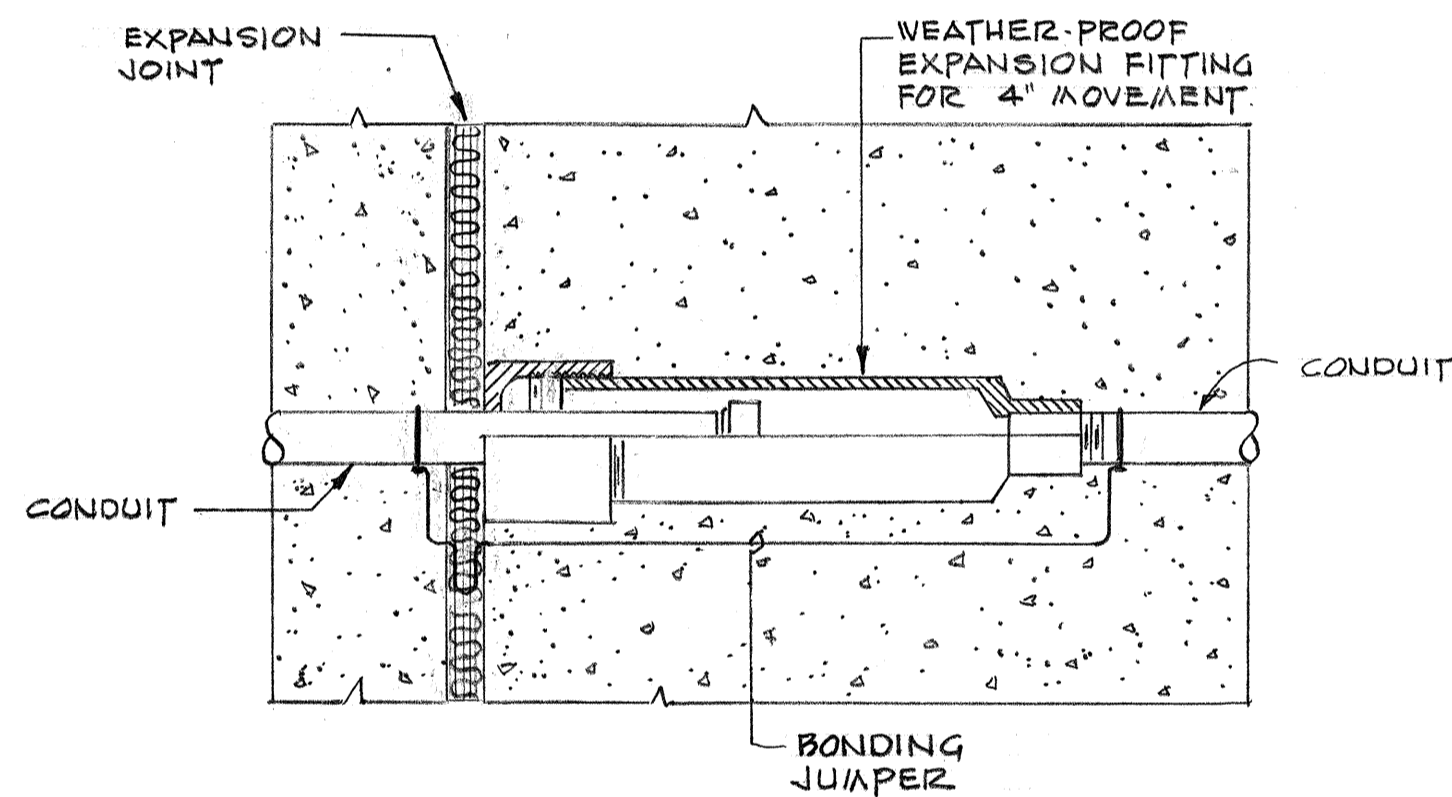 EXPANSION
JOINT
WEATHER-PROOF
EXPANSION FITTING
FOR 4" MOVEMENT.
CONDUIT
CONDUIT
BONDING
JUMPER